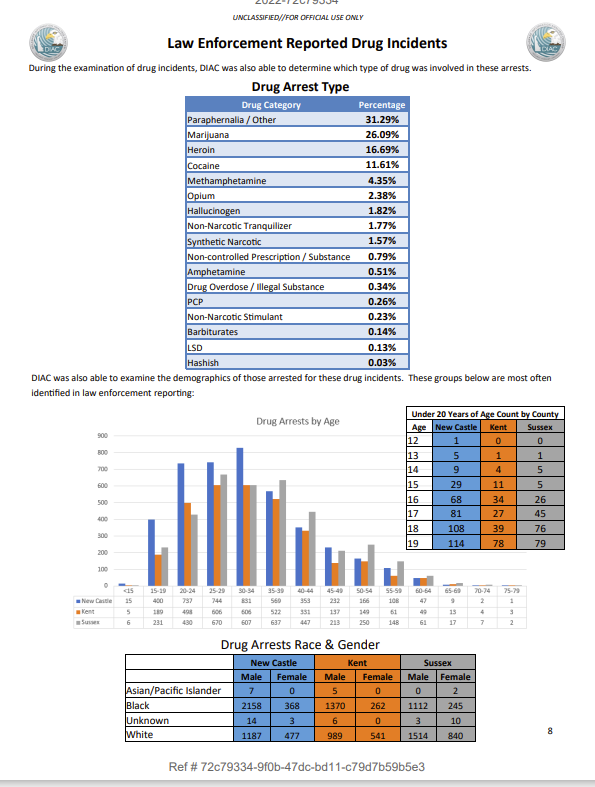 2022-72c79334
UNCLASSIFIED//FOR OFFICIAL USE ONLY
DIAC
DIAC
Law Enforcement Reported Drug Incidents
During the examination of drug incidents, DIAC was also able to determine which type of drug was involved in these arrests.
Drug Arrest Type
Drug Category Percentage
Paraphernalia / Other 31.29%
Marijuana 26.09%
Heroin 16.69%
Cocaine 11.61%
Methamphetamine 4.35%
Opium 2.38%
Hallucinogen 1.82%
Non-Narcotic Tranquilizer 1.77%
Synthetic Narcotic 1.57%
Non-controlled Prescription / Substance 0.79%
Amphetamine 0.51%
Drug Overdose / Illegal Substance 0.34%
PCP 0.26%
Non-Narcotic Stimulant 0.23%
Barbiturates 0.14%
LSD 0.13%
Hashish 0.03%
DIAC was also able to examine the demographics of those arrested for these drug incidents. These groups below are most often
identified in law enforcement reporting:
Drug Arrests by Age
900
800
700
600
500
400
300
200
100
0
<15 15-19 20-24 25-29 30-34 35-39 40-44 45-49 50-54 55-59 60-64 65-69 70-74 75-79
New Castle 15 400 737 744 831 569 353 232 166 108 47 9 2 1
Kent 5 189 498 606 606 522 331 137 149 61 49 13 4 3
Sussex 6 231 430 670 607 637 447 213 250 148 61 17 7 2
Under 20 Years of Age Count by County
Age New Castle Kent Sussex
12 1 0 0
13 5 1 1
14 9 4 5
15 29 11 5
16 68 34 26
17 81 27 45
18 108 39 76
19 114 78 79
Drug Arrests Race & Gender
New Castle Kent Sussex
Male Female Male Female Male Female
Asian/Pacific Islander 7 0 5 0 0 2
Black 2158 368 1370 262 1112 245
Unknown 14 3 6 0 3 10
White 1187 477 989 541 1514 840
8
Ref # 72c79334-9f0b-47dc-bd11-c79d7b59b5e3